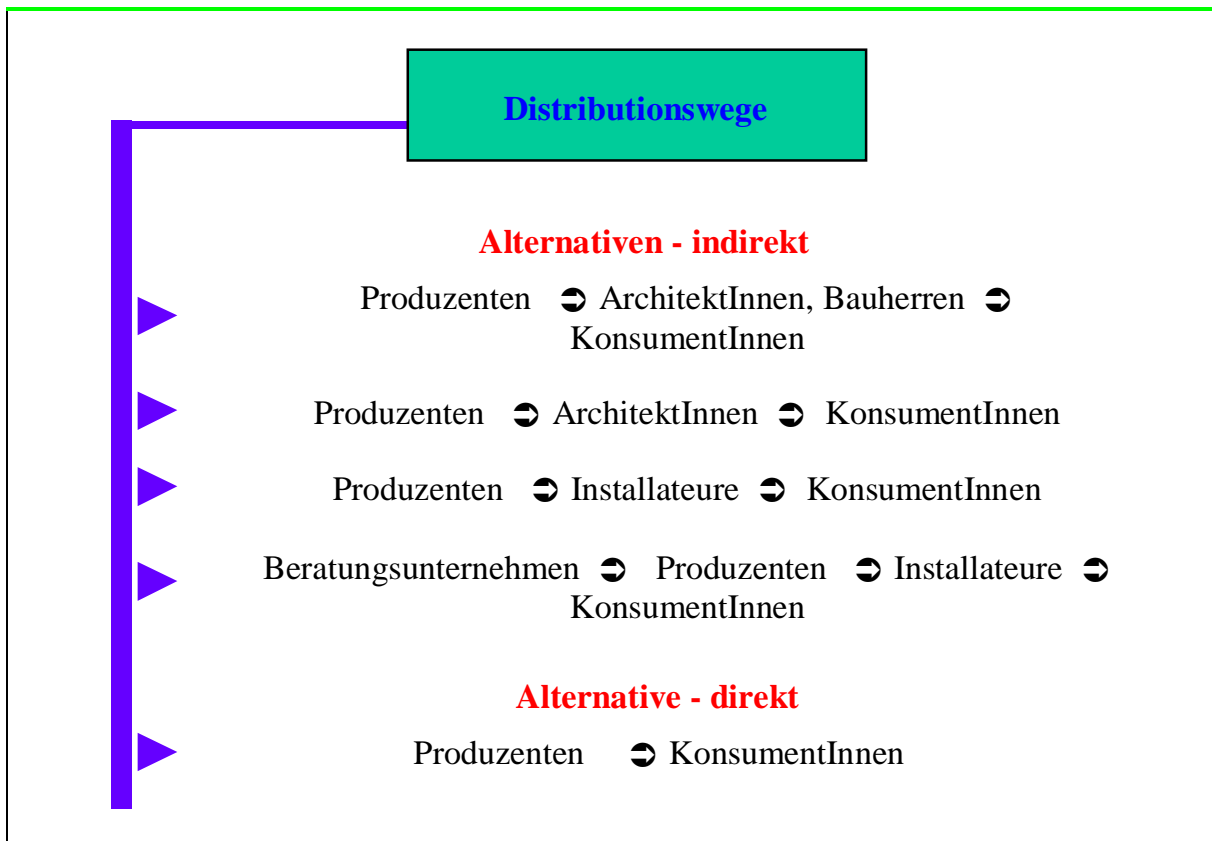 Distributionswege
Alternativen - indirekt
Produzenten ➲ ArchitektInnen, Bauherren ➲
KonsumentInnen
Produzenten ➲ ArchitektInnen ➲ KonsumentInnen
Produzenten ➲ Installateure ➲ KonsumentInnen
Beratungsunternehmen ➲ Produzenten ➲ Installateure ➲
KonsumentInnen
Alternative - direkt
Produzenten ➲ KonsumentInnen